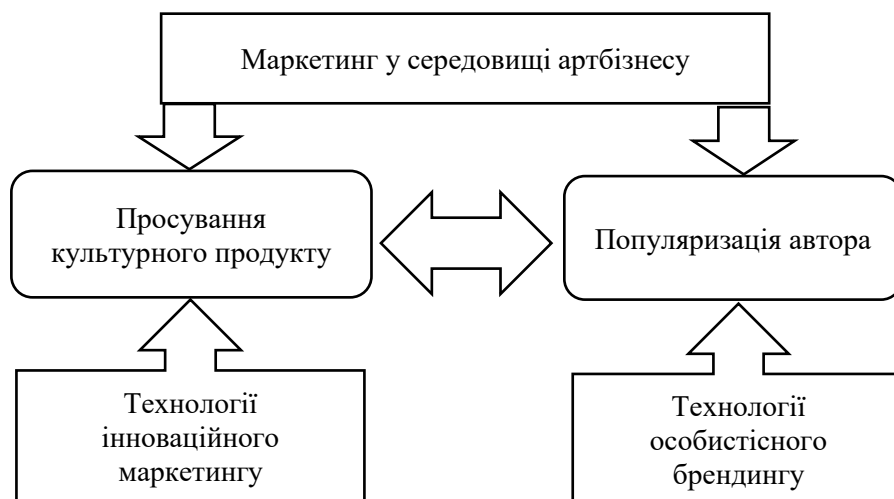 Маркетинг у середовищі артбізнесу
Просування
культурного продукту
Популяризація автора
Технології
інноваційного
маркетингу
Технології
особистісного
брендингу